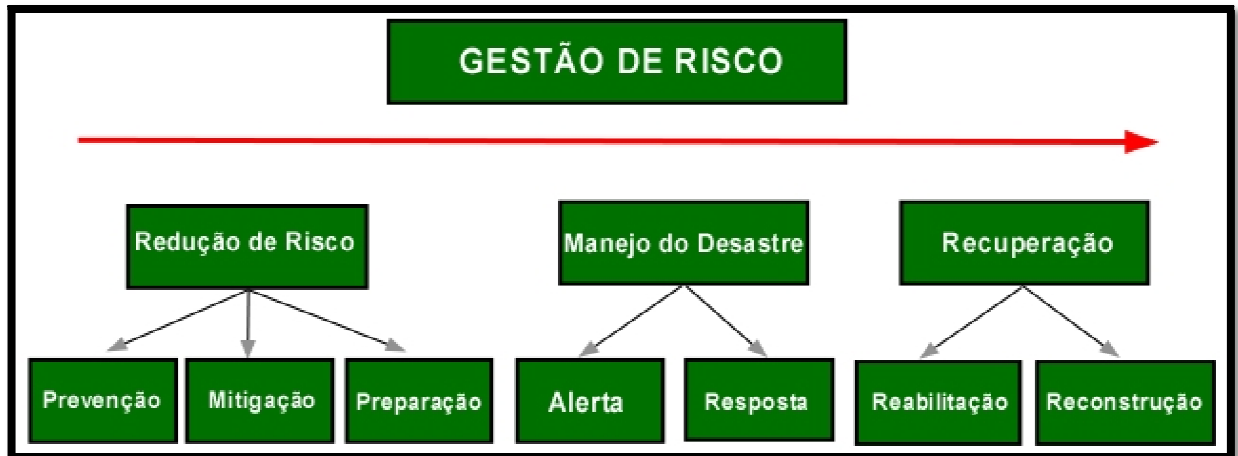 GESTÃO DE RISCO
Redução de Risco
Manejo do Desastre
Recuperação
Prevenção
Mitigação
Preparação
Alerta
Resposta
Reabilitação
Reconstrução